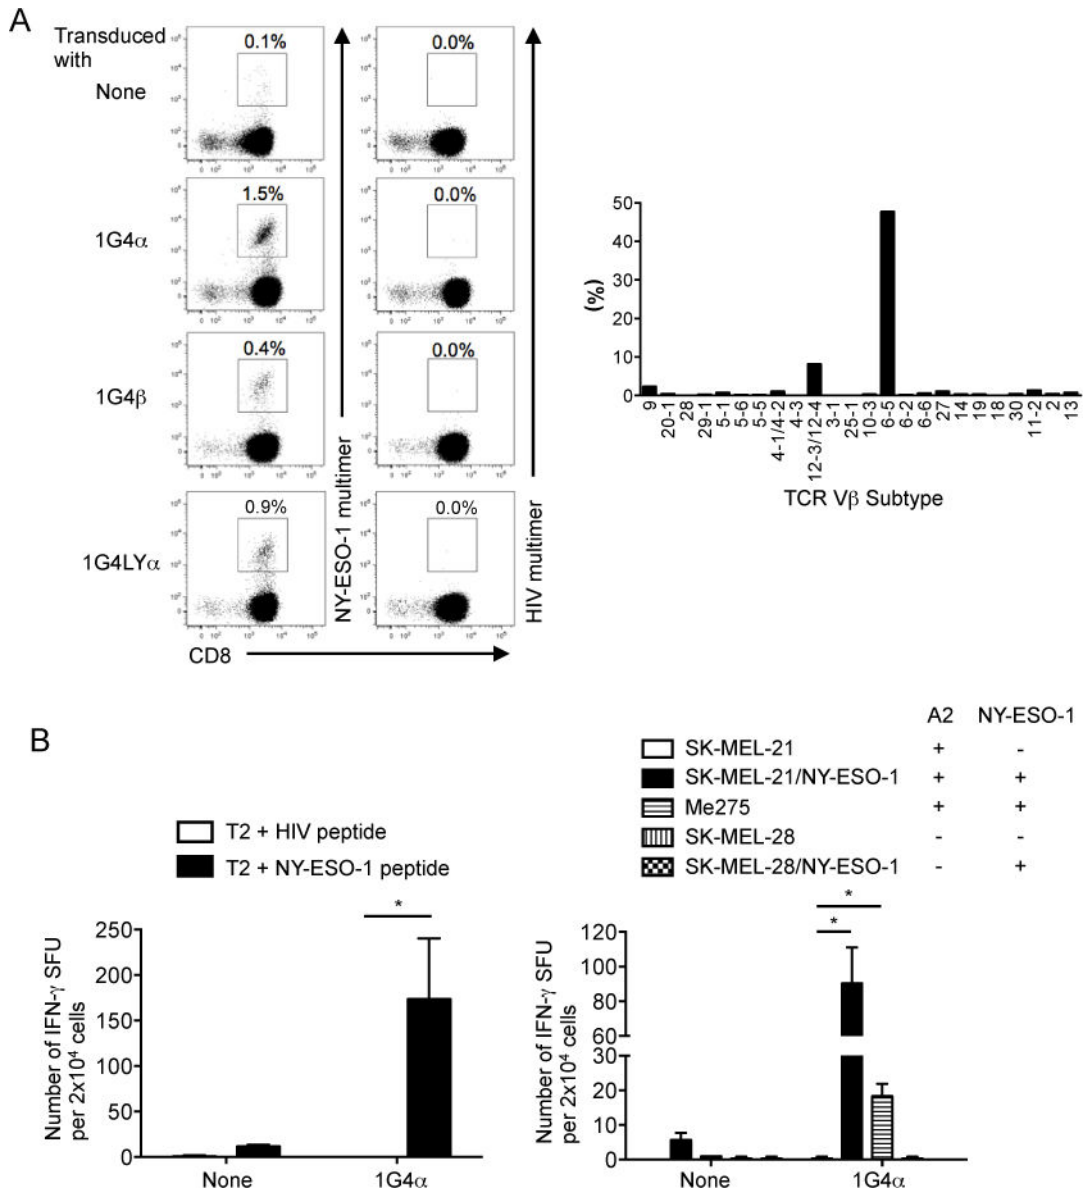 A
Transduced
with
None
1G4α
1G4β
1G4LYα
0.1%
0.0%
1.5%
0.0%
0.4%
0.0%
0.9%
0.0%
NY-ESO-1 multimer
HIV multimer
CD8
50
40
30
20
10
0
(%)
9
20-1
28
29-1
5-1
5-6
5-5
4-1/4-2
4-3
12-3/12-4
3-1
25-1
10-3
6-5
6-2
6-6
27
14
19
18
30
11-2
2
13
TCR Vβ Subtype
B
T2 + HIV peptide
T2 + NY-ESO-1 peptide
Number of IFN-γ SFU
per 2x10⁴ cells
250
200
150
100
50
0
*
None
1G4α
A2 NY-ESO-1
SK-MEL-21 + -
SK-MEL-21/NY-ESO-1 + +
Me275 + +
SK-MEL-28 - -
SK-MEL-28/NY-ESO-1 - +
Number of IFN-γ SFU
per 2x10⁴ cells
120
100
80
60
30
20
10
0
*
*
None
1G4α